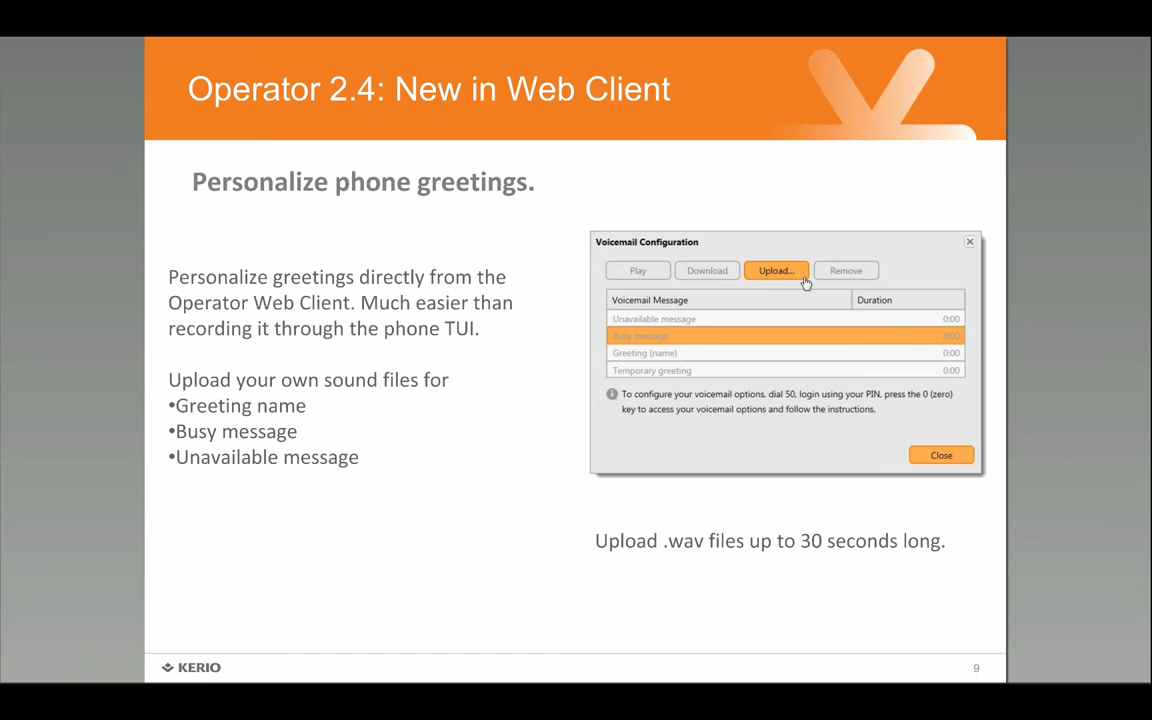 Operator 2.4: New in Web Client
Personalize phone greetings.
Personalize greetings directly from the
Operator Web Client. Much easier than
recording it through the phone TUI.
Upload your own sound files for
•Greeting name
•Busy message
•Unavailable message
Voicemail Configuration
Play Download Upload... Remove
Voicemail Message Duration
Unavailable message 0:00
Busy message 0:00
Greeting (name) 0:00
Temporary greeting 0:00
To configure your voicemail options, dial 50, login using your PIN, press the 0 (zero)
key to access your voicemail options and follow the instructions.
Close
Upload .wav files up to 30 seconds long.
KERIO
9